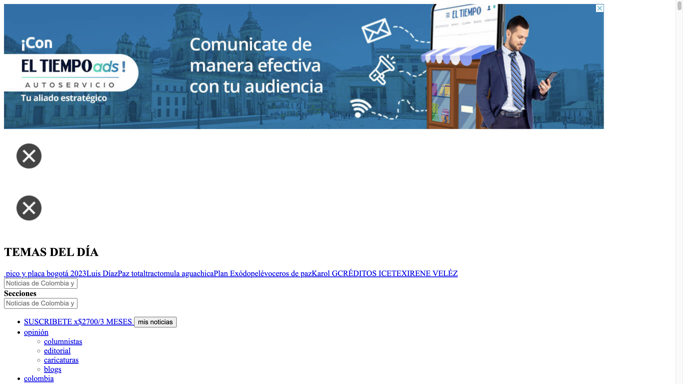 ¡Con
EL TIEMPO ads !
AUTOSERVICIO
Tu aliado estratégico
Comunicate de
manera efectiva
con tu audiencia
EL TIEMPO
TEMAS DEL DÍA
pico y placa bogotá 2023Luis DíazPaz totaltractomula aguachicaPlan Exódopelévoceros de pazKarol GCRÉDITOS ICETEXIRENE VELÉZ
Noticias de Colombia y
Secciones
Noticias de Colombia y
SUSCRIBETE x$2700/3 MESES mis noticias
opinión
columnistas
editorial
caricaturas
blogs
colombia